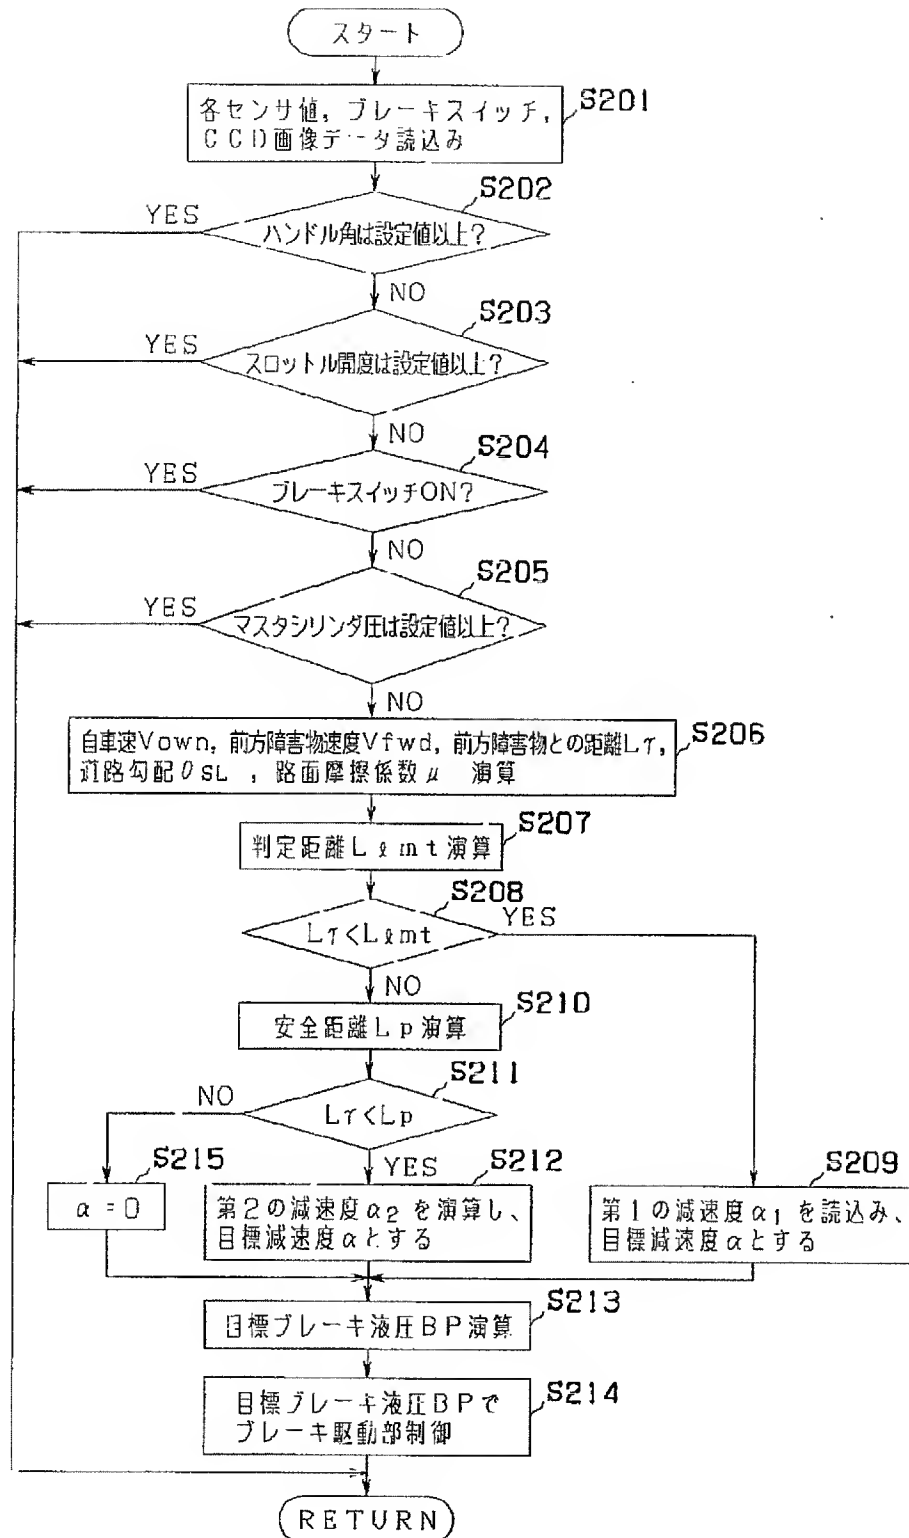 スタート
S201
各センサ値，ブレーキスイッチ，
CCD画像データ読込み
S202
YES
ハンドル角は設定値以上？
NO
S203
YES
スロットル開度は設定値以上？
NO
S204
YES
ブレーキスイッチON？
NO
S205
YES
マスタシリンダ圧は設定値以上？
NO
S206
自車速Vown，前方障害物速度Vfwd，前方障害物との距離Lr，
道路勾配θSL，路面摩擦係数μ 演算
S207
判定距離Lℓmt演算
S208
YES
Lr<Lℓmt
NO
S210
安全距離Lp演算
S211
NO
Lr<Lp
YES
S215
α=0
S212
第2の減速度α2を演算し、
目標減速度αとする
S209
第1の減速度α1を読込み、
目標減速度αとする
S213
目標ブレーキ液圧BP演算
S214
目標ブレーキ液圧BPで
ブレーキ駆動部制御
RETURN